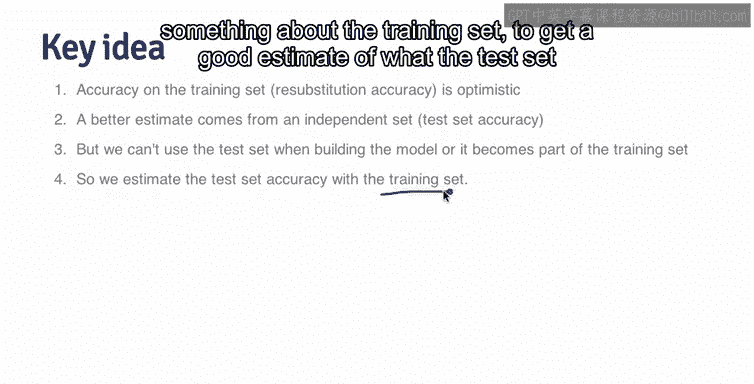 something about the training set, to get a
good estimate of what the test set
Key idea
1. Accuracy on the training set (resubstitution accuracy) is optimistic
2. A better estimate comes from an independent set (test set accuracy)
3. But we can't use the test set when building the model or it becomes part of the training set
4. So we estimate the test set accuracy with the training set.